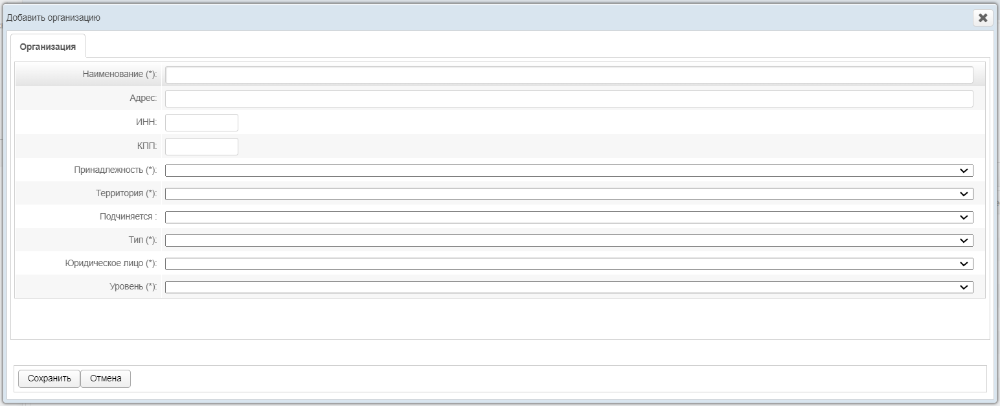 Добавить организацию
Организация
Наименование (*):
Адрес:
ИНН:
КПП:
Принадлежность (*):
Территория (*):
Подчиняется :
Тип (*):
Юридическое лицо (*):
Уровень (*):
Сохранить Отмена